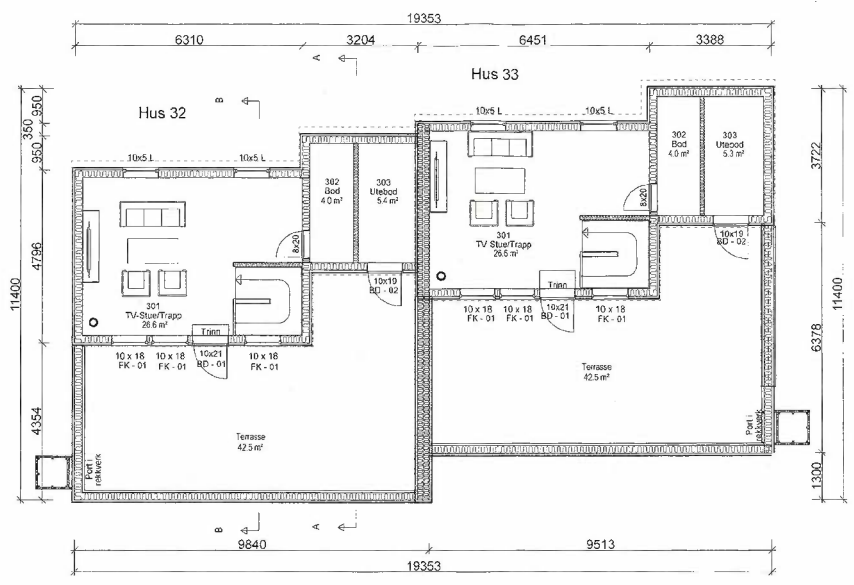 19353
6310
3204
6451
3388
A
B
Hus 32
Hus 33
10x5 L
10x5 L
10x5 L
10x5 L
950
350
950
4796
11400
4354
3722
6378
11400
1300
302
Bod
4.0 m²
303
Utebod
5.4 m²
302
Bod
4.0 m²
303
Utebod
5.3 m²
8x20
8x20
301
TV Stue/Trapp
26.5 m²
301
TV-Stue/Trapp
26.6 m²
Trinn
Trinn
10x19
BD - 02
10x19
BD - 02
10 x 18
FK - 01
10 x 18
FK - 01
10x21
BD - 01
10 x 18
FK - 01
10 x 18
FK - 01
10 x 18
FK - 01
10x21
BD - 01
10 x 18
FK - 01
Terrasse
42.5 m²
Terrasse
42.5 m²
Port i
rekkverk
Port i
rekkverk
B
A
9840
9513
19353